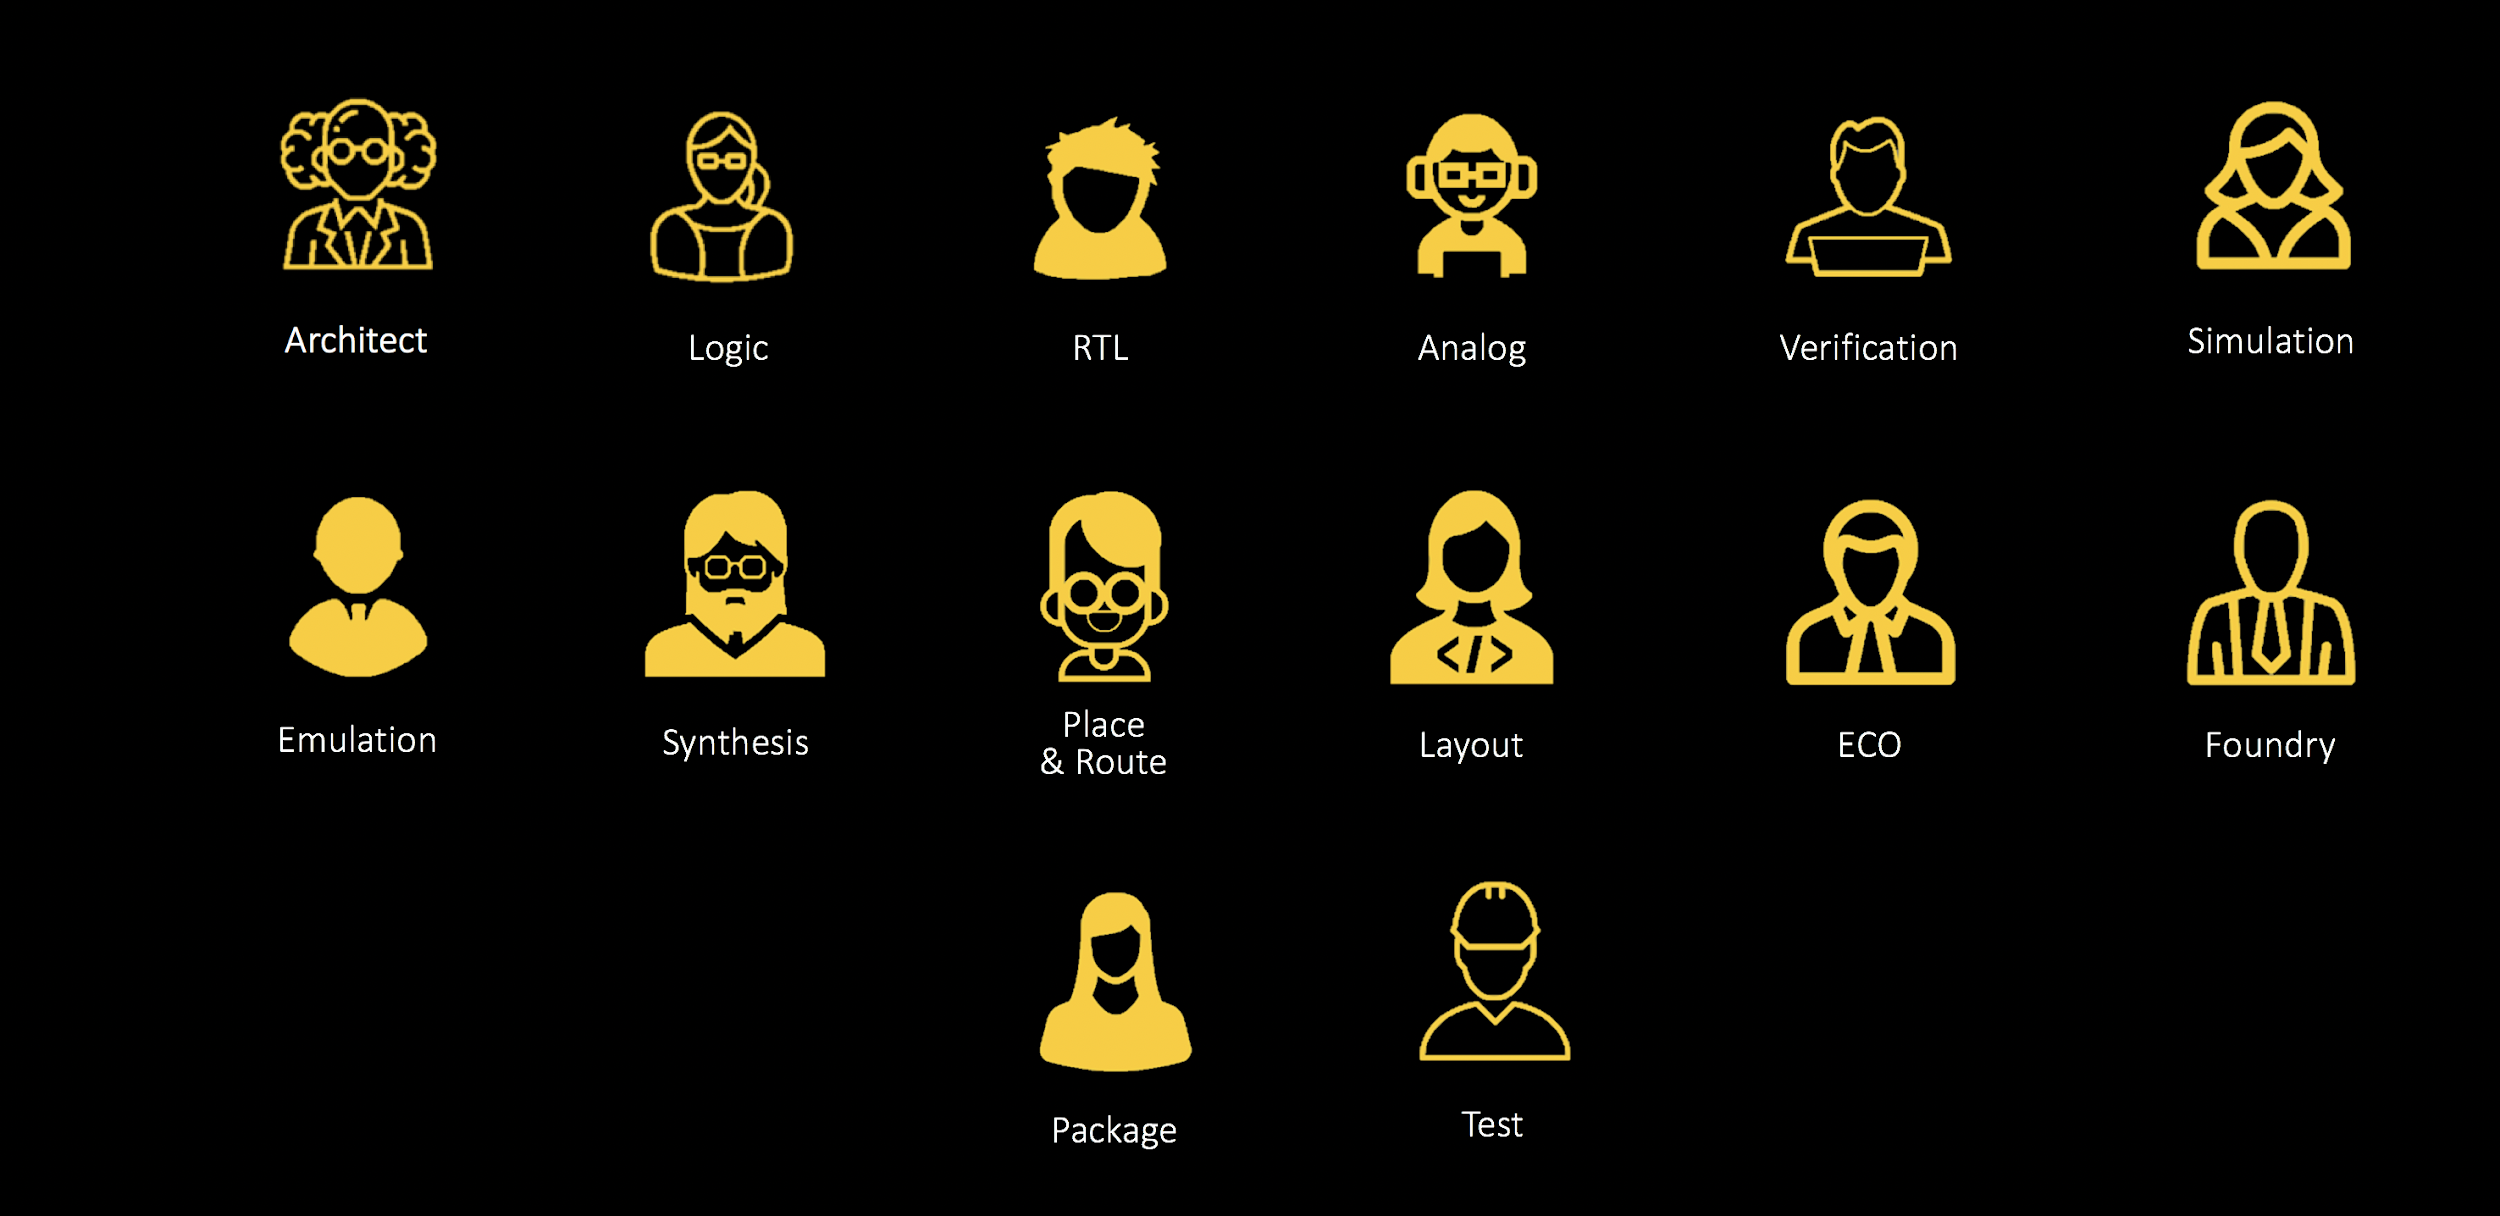 Architect
Logic
RTL
Analog
Verification
Simulation
Emulation
Synthesis
Place
& Route
Layout
ECO
Foundry
Package
Test